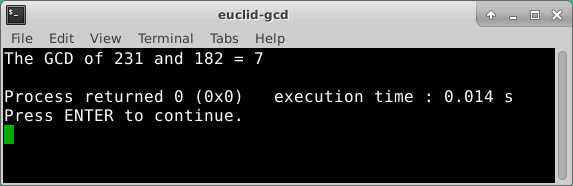 euclid-gcd
File Edit View Terminal Tabs Help
The GCD of 231 and 182 = 7
Process returned 0 (0x0)   execution time : 0.014 s
Press ENTER to continue.